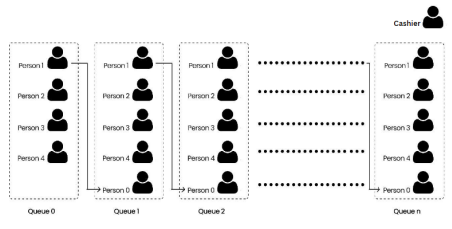 Cashier
Person 1 Person 1 Person 1 Person 1
Person 2 Person 2 Person 2 Person 2
Person 3 Person 3 Person 3 Person 3
Person 4 Person 4 Person 4 Person 4
Person 0 Person 0 Person 0
Queue 0 Queue 1 Queue 2 Queue n